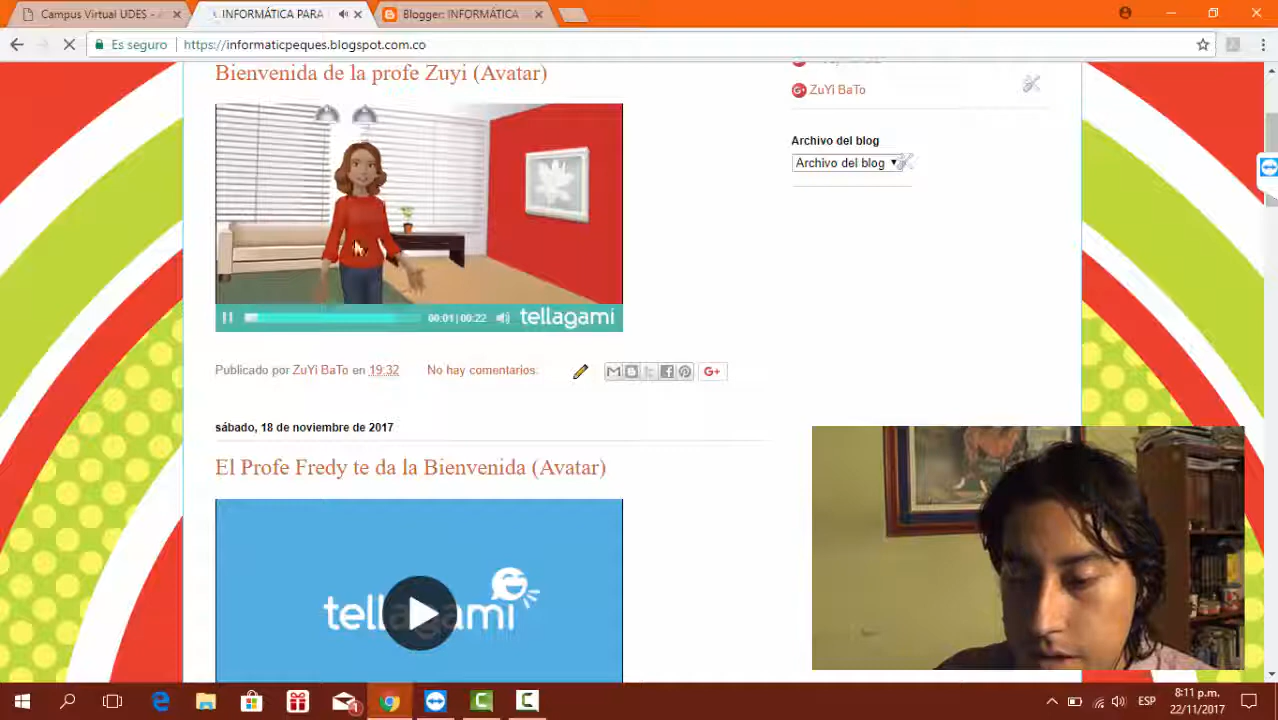 Campus Virtual UDES -
INFORMÁTICA PARA
Blogger: INFORMÁTICA
Es seguro
https://informaticpeques.blogspot.com.co
Bienvenida de la profe Zuyi (Avatar)
00:01|00:22
tellagami
Publicado por ZuYi BaTo en 19:32
No hay comentarios:
G+
sábado, 18 de noviembre de 2017
El Profe Fredy te da la Bienvenida (Avatar)
tellagami
G+ ZuYi BaTo
Archivo del blog
Archivo del blog
1
ESP
8:11 p.m.
22/11/2017